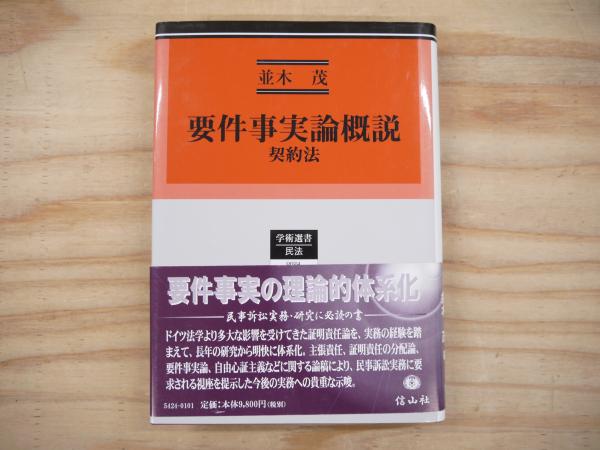 並木 茂
要件事実論概説
契約法
学術選書
民法
要件事実の理論的体系化
民事訴訟実務・研究に必読の書
ドイツ法学より多大な影響を受けてきた証明責任論を、実務の経験を踏
まえて、長年の研究から明快に体系化。主張責任、証明責任の分配論、
要件事実論、自由心証主義などに関する論稿により、民事訴訟実務に要
求される視座を提示した今後の実務への貴重な示唆。
5424-0101 定価:本体9,800円(税別)
信山社